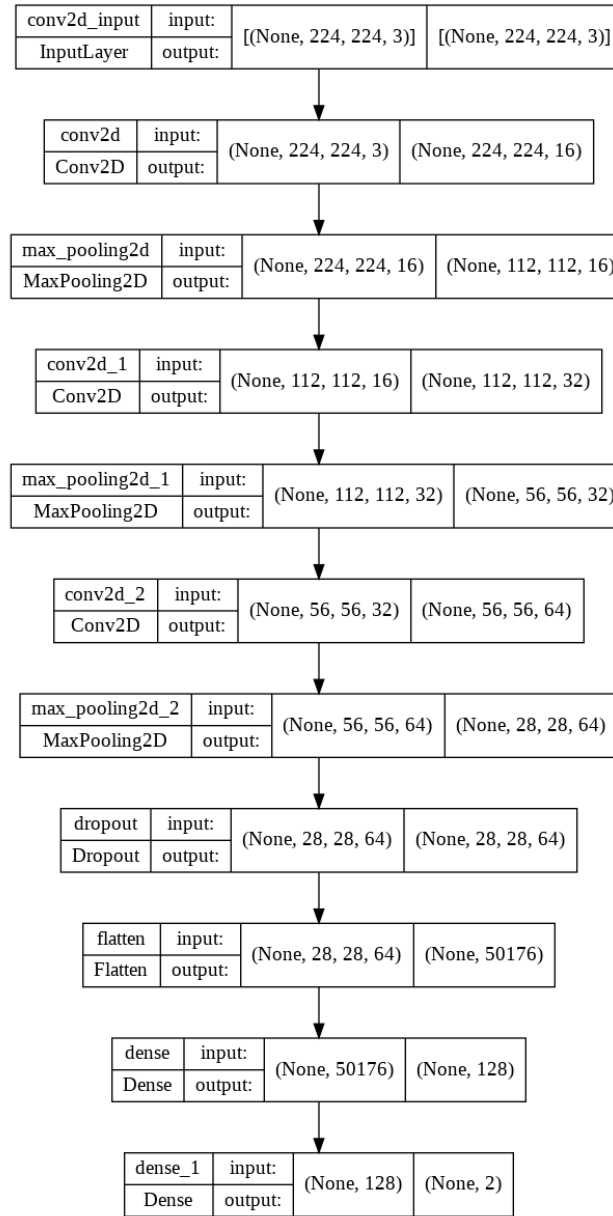 conv2d_input input: [(None, 224, 224, 3)] [(None, 224, 224, 3)]
InputLayer output:
conv2d input: (None, 224, 224, 3) (None, 224, 224, 16)
Conv2D output:
max_pooling2d input: (None, 224, 224, 16) (None, 112, 112, 16)
MaxPooling2D output:
conv2d_1 input: (None, 112, 112, 16) (None, 112, 112, 32)
Conv2D output:
max_pooling2d_1 input: (None, 112, 112, 32) (None, 56, 56, 32)
MaxPooling2D output:
conv2d_2 input: (None, 56, 56, 32) (None, 56, 56, 64)
Conv2D output:
max_pooling2d_2 input: (None, 56, 56, 64) (None, 28, 28, 64)
MaxPooling2D output:
dropout input: (None, 28, 28, 64) (None, 28, 28, 64)
Dropout output:
flatten input: (None, 28, 28, 64) (None, 50176)
Flatten output:
dense input: (None, 50176) (None, 128)
Dense output:
dense_1 input: (None, 128) (None, 2)
Dense output: